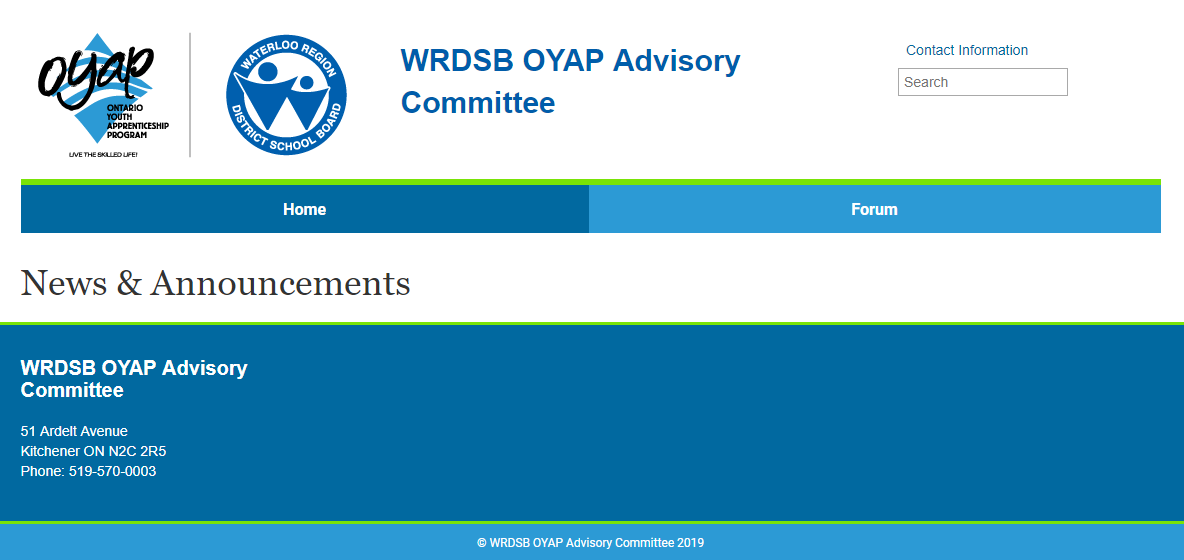 oyap
ONTARIO
YOUTH
APPRENTICESHIP
PROGRAM
LIVE THE SKILLED LIFE!
WATERLOO REGION
DISTRICT SCHOOL BOARD
WRDSB OYAP Advisory
Committee
Contact Information
Search
Home
Forum
News & Announcements
WRDSB OYAP Advisory
Committee
51 Ardelt Avenue
Kitchener ON N2C 2R5
Phone: 519-570-0003
© WRDSB OYAP Advisory Committee 2019